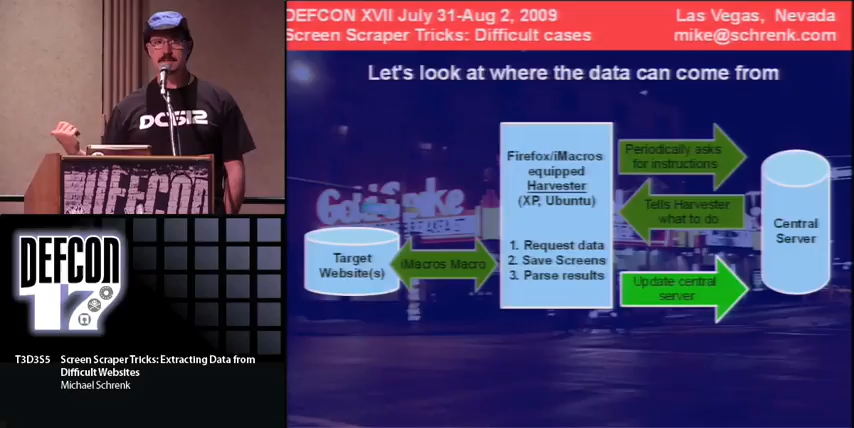 DEFCON XVII July 31-Aug 2, 2009
Las Vegas, Nevada
Screen Scraper Tricks: Difficult cases
mike@schrenk.com
Let's look at where the data can come from
Firefox/iMacros
equipped
Harvester
(XP, Ubuntu)
1. Request data
2. Save Screens
3. Parse results
Periodically asks
for instructions
Tells Harvester
what to do
Update central
server
Central
Server
Target
Website(s)
iMacros Macro
DC612
DEFCON
DEFCON
17
T3D3S5 Screen Scraper Tricks: Extracting Data from
Difficult Websites
Michael Schrenk